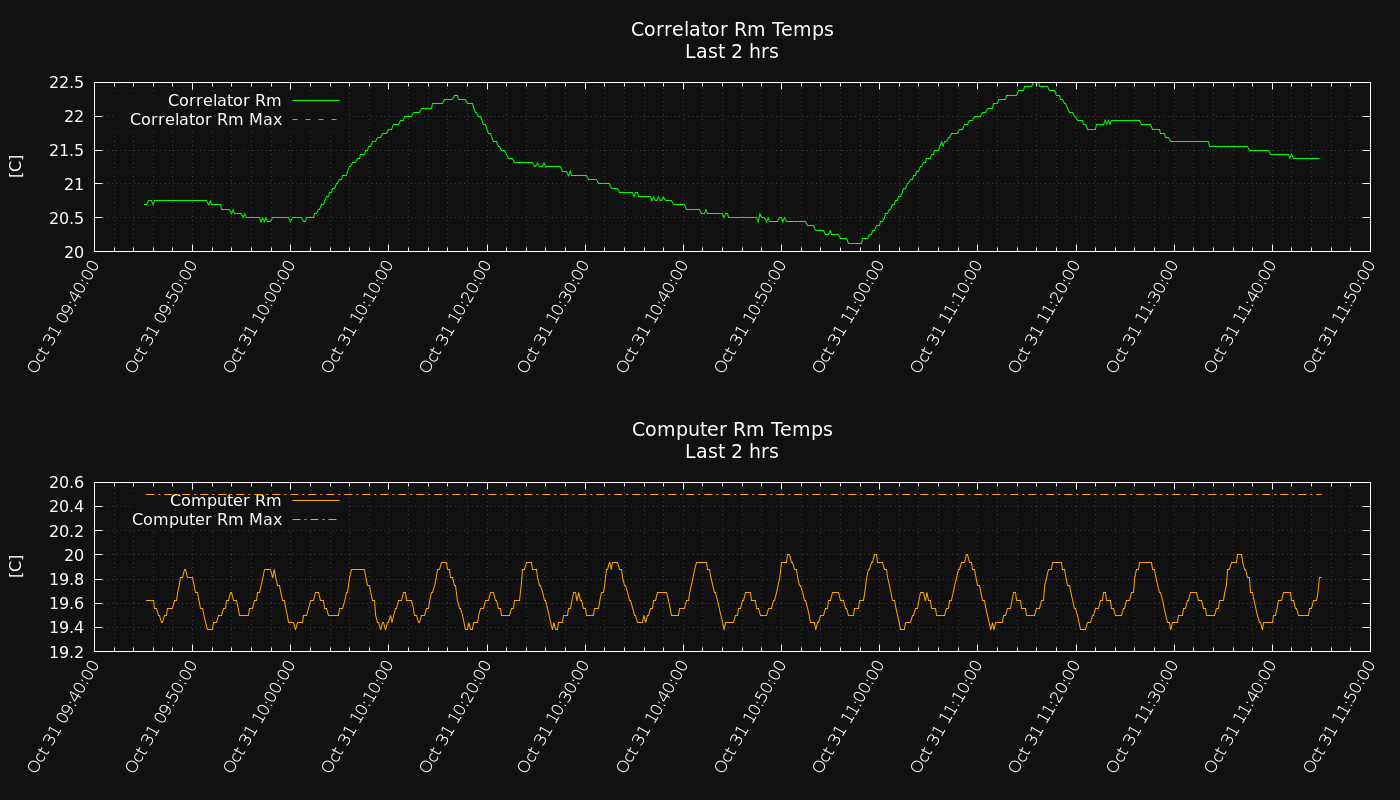 Correlator Rm Temps
Last 2 hrs
22.5
22
21.5
21
20.5
20
[C]
Correlator Rm
Correlator Rm Max
Oct 31 09:40:00
Oct 31 09:50:00
Oct 31 10:00:00
Oct 31 10:10:00
Oct 31 10:20:00
Oct 31 10:30:00
Oct 31 10:40:00
Oct 31 10:50:00
Oct 31 11:00:00
Oct 31 11:10:00
Oct 31 11:20:00
Oct 31 11:30:00
Oct 31 11:40:00
Oct 31 11:50:00
Computer Rm Temps
Last 2 hrs
20.6
20.4
20.2
20
19.8
19.6
19.4
19.2
[C]
Computer Rm
Computer Rm Max
Oct 31 09:40:00
Oct 31 09:50:00
Oct 31 10:00:00
Oct 31 10:10:00
Oct 31 10:20:00
Oct 31 10:30:00
Oct 31 10:40:00
Oct 31 10:50:00
Oct 31 11:00:00
Oct 31 11:10:00
Oct 31 11:20:00
Oct 31 11:30:00
Oct 31 11:40:00
Oct 31 11:50:00